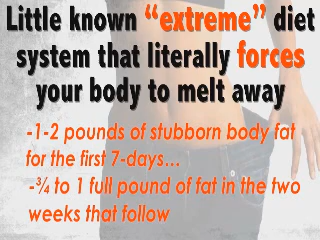 Little known “extreme” diet
system that literally forces
your body to melt away
-1-2 pounds of stubborn body fat
for the first 7-days...
-¾ to 1 full pound of fat in the two
weeks that follow